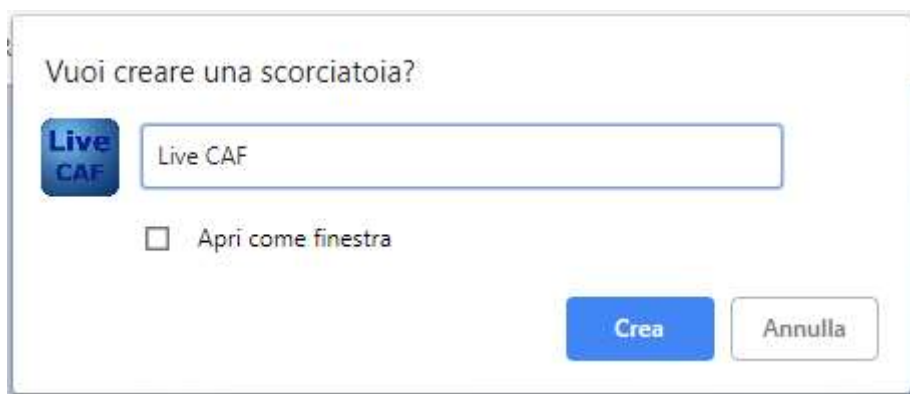 Vuoi creare una scorciatoia?
Live
CAF
Live CAF
Apri come finestra
Crea
Annulla